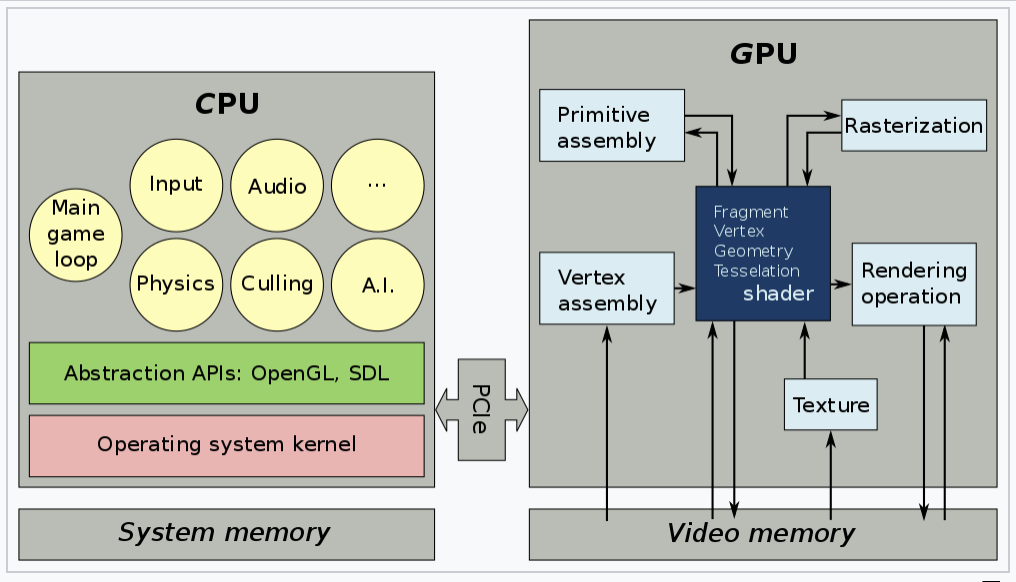 CPU
Main
game
loop
Input
Audio
...
Physics
Culling
A.I.
Abstraction APIs: OpenGL, SDL
Operating system kernel
System memory
PCIe
GPU
Primitive
assembly
Rasterization
Fragment
Vertex
Geometry
Tesselation
shader
Vertex
assembly
Rendering
operation
Texture
Video memory